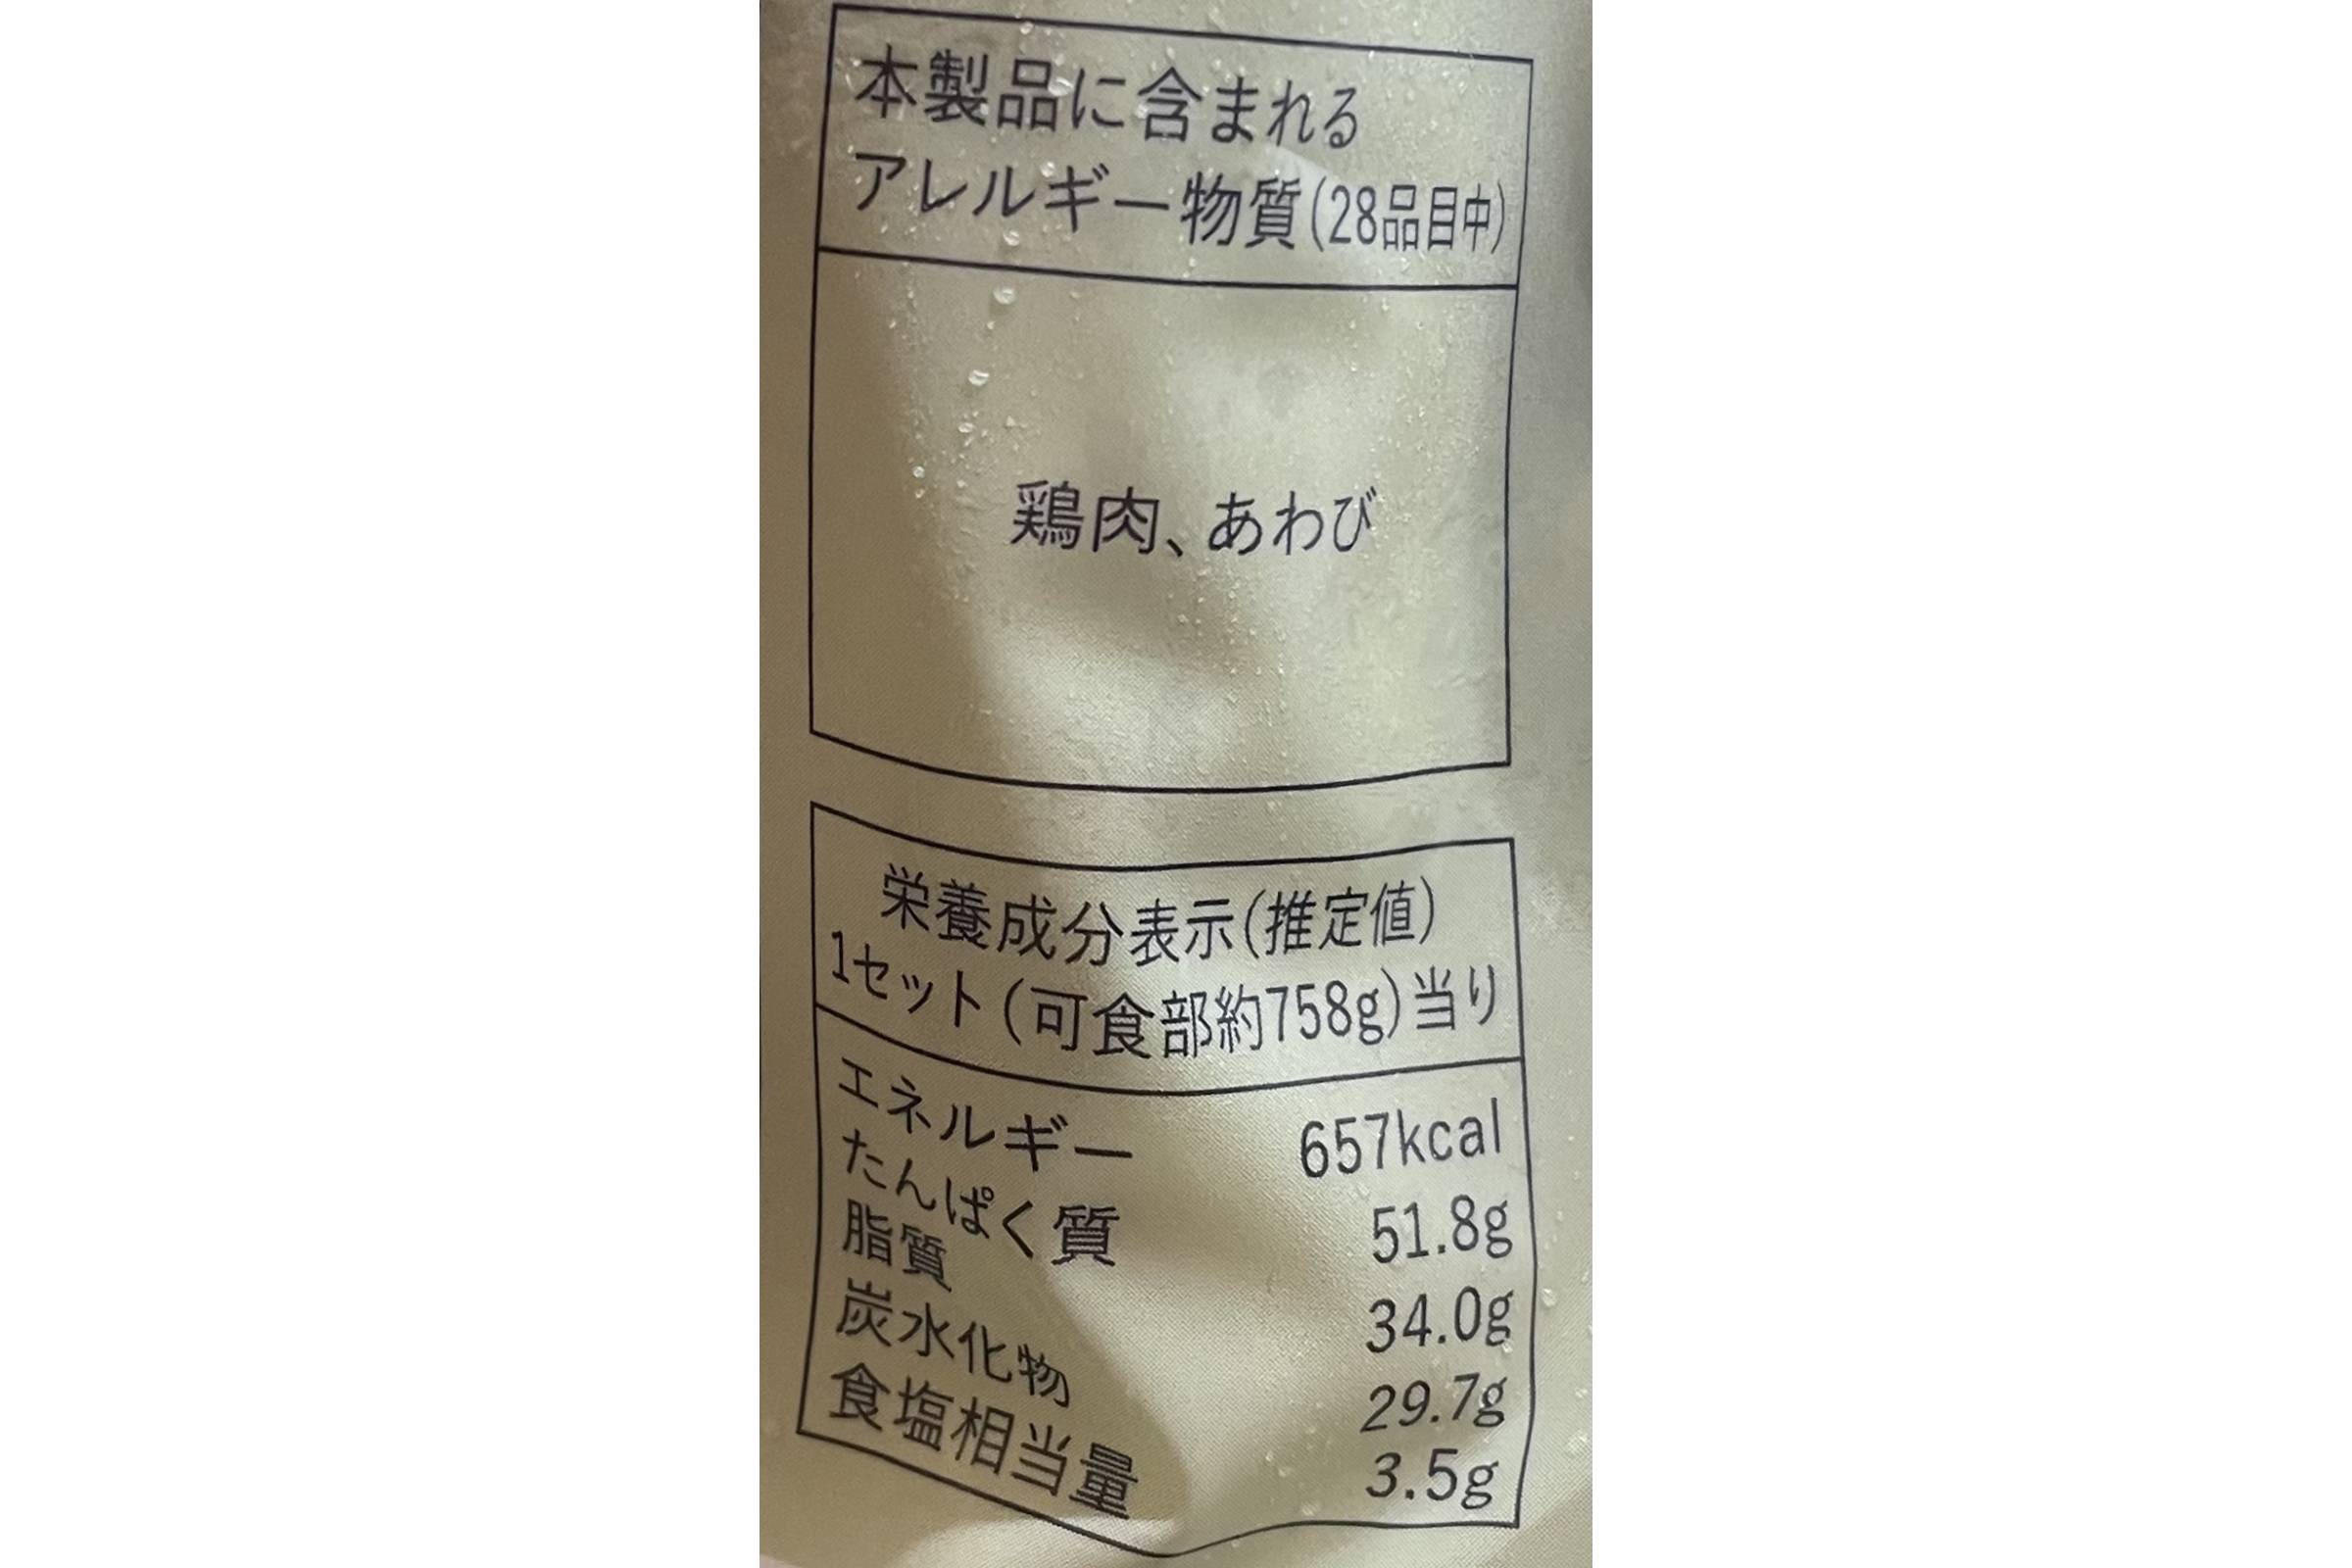 本製品に含まれる
アレルギー物質(28品目中)
鶏肉、あわび
栄養成分表示(推定値)
1セット(可食部約758g)当り
エネルギー 657kcal
たんぱく質 51.8g
脂質 34.0g
炭水化物 29.7g
食塩相当量 3.5g